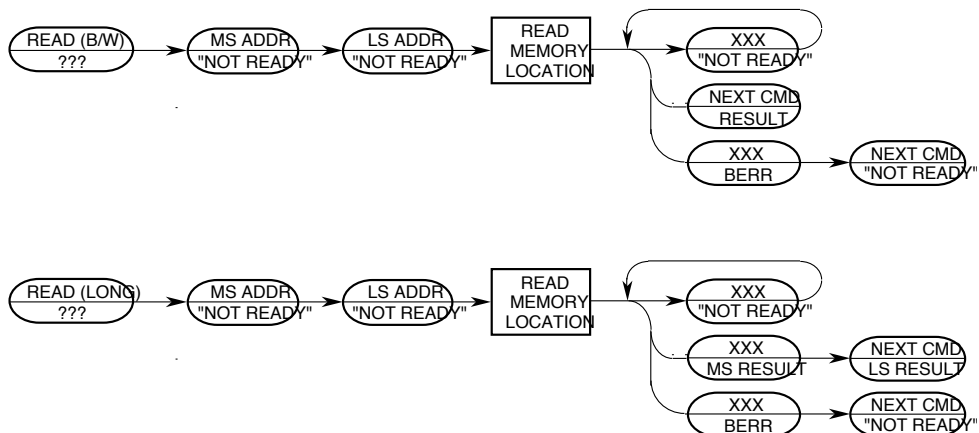 READ (B/W)
???
MS ADDR
"NOT READY"
LS ADDR
"NOT READY"
READ
MEMORY
LOCATION
XXX
"NOT READY"
NEXT CMD
RESULT
XXX
BERR
NEXT CMD
"NOT READY"
READ (LONG)
???
MS ADDR
"NOT READY"
LS ADDR
"NOT READY"
READ
MEMORY
LOCATION
XXX
"NOT READY"
XXX
MS RESULT
NEXT CMD
LS RESULT
XXX
BERR
NEXT CMD
"NOT READY"